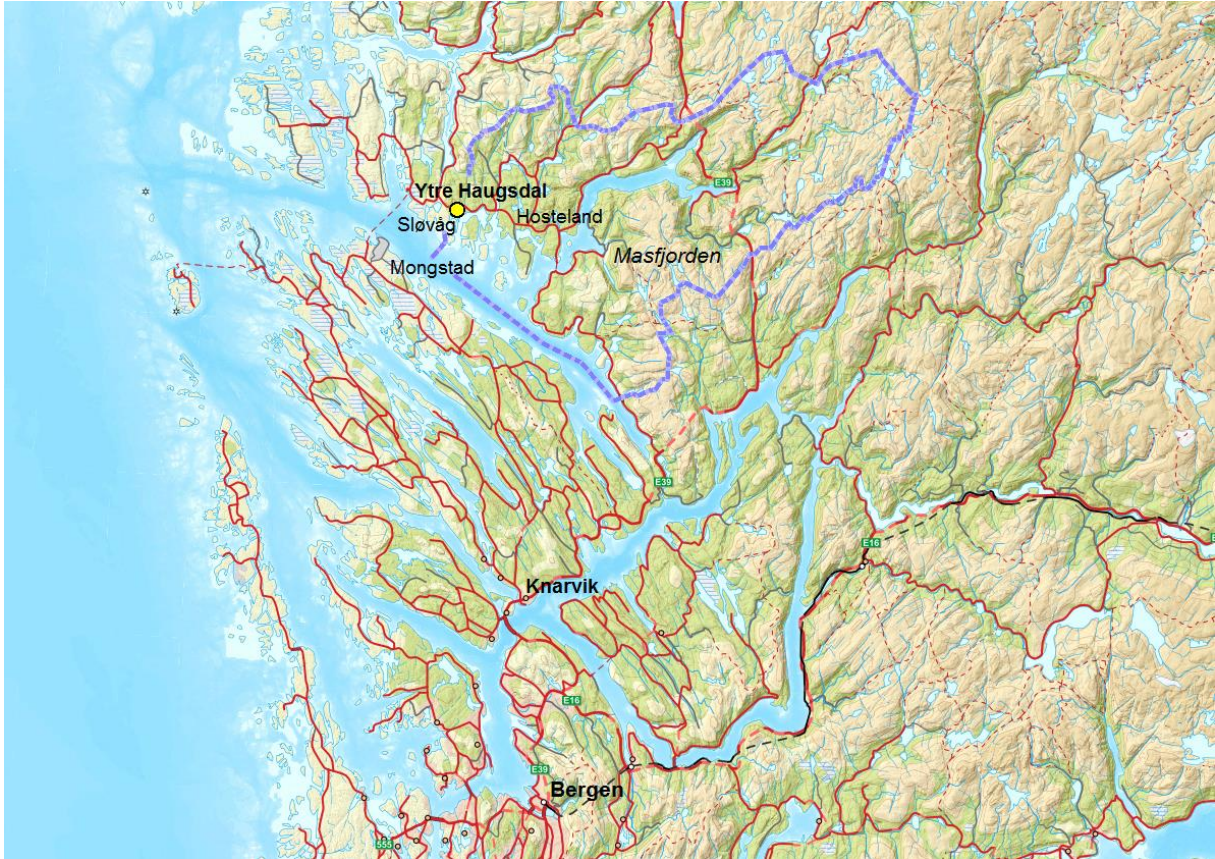 Ytre Haugsdal
E39
Sløvåg
Hosteland
Masfjorden
Mongstad
E39
E16
Knarvik
E16
E39
Bergen
555